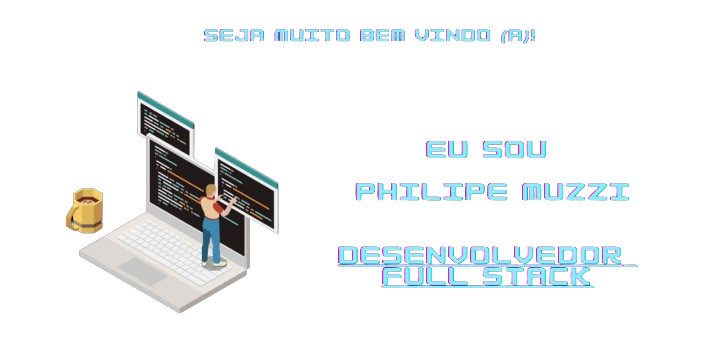 SEJA MUITO BEM VINDO (A)!
EU SOU
PHILIPE MUZZI
DESENVOLVEDOR
FULL STACK